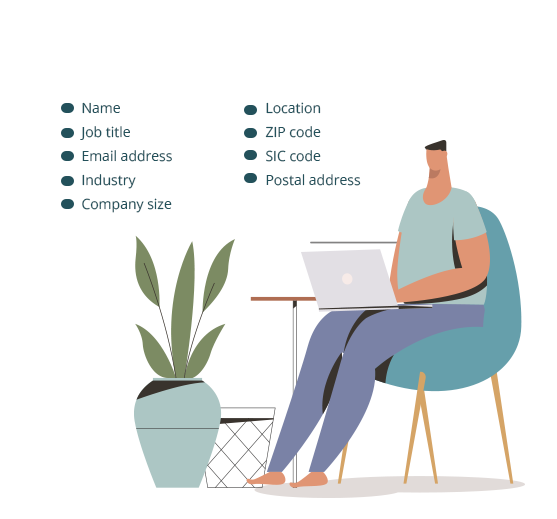 Name
Job title
Email address
Industry
Company size
Location
ZIP code
SIC code
Postal address